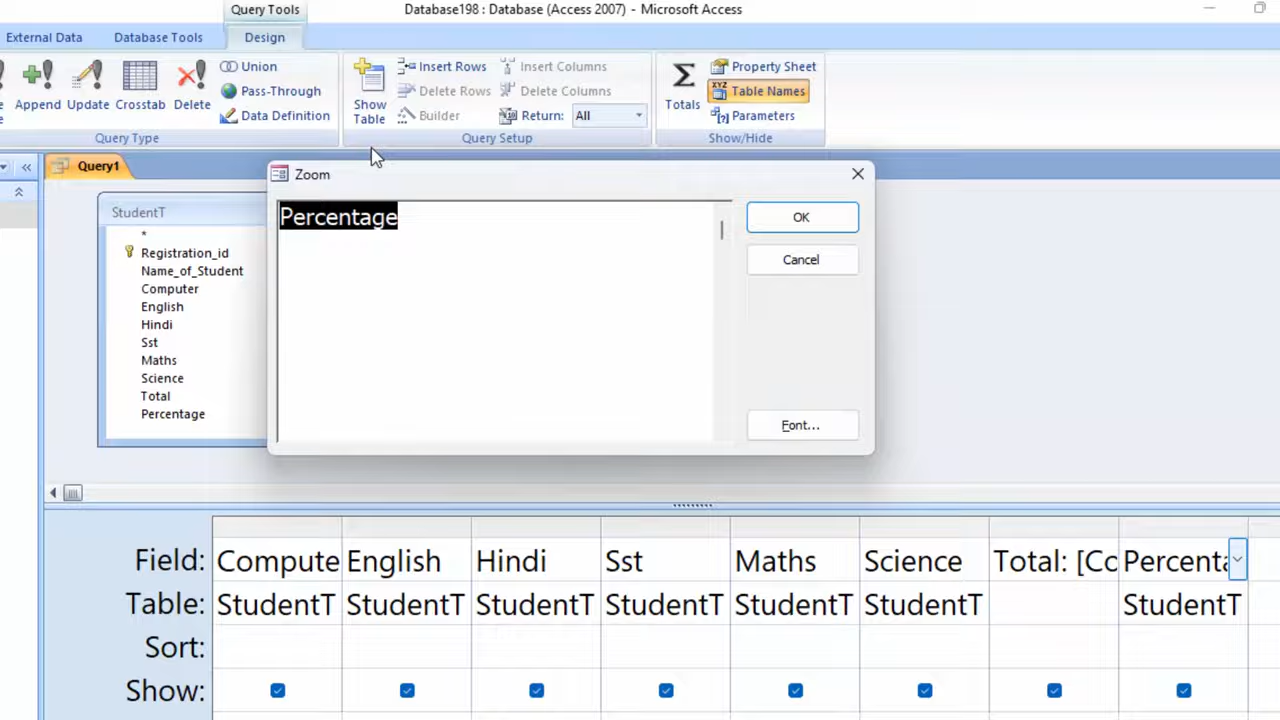 Query Tools
Database198 : Database (Access 2007) - Microsoft Access
External Data
Database Tools
Design
Append
Update
Crosstab
Delete
Union
Pass-Through
Data Definition
Query Type
Show Table
Insert Rows
Delete Rows
Builder
Insert Columns
Delete Columns
Return: All
Query Setup
Totals
Property Sheet
Table Names
Parameters
Show/Hide
Query1
StudentT
*
Registration_id
Name_of_Student
Computer
English
Hindi
Sst
Maths
Science
Total
Percentage
Zoom
Percentage
OK
Cancel
Font...
Field: Compute English Hindi Sst Maths Science Total: [Co Percenta
Table: StudentT StudentT StudentT StudentT StudentT StudentT StudentT
Sort:
Show: